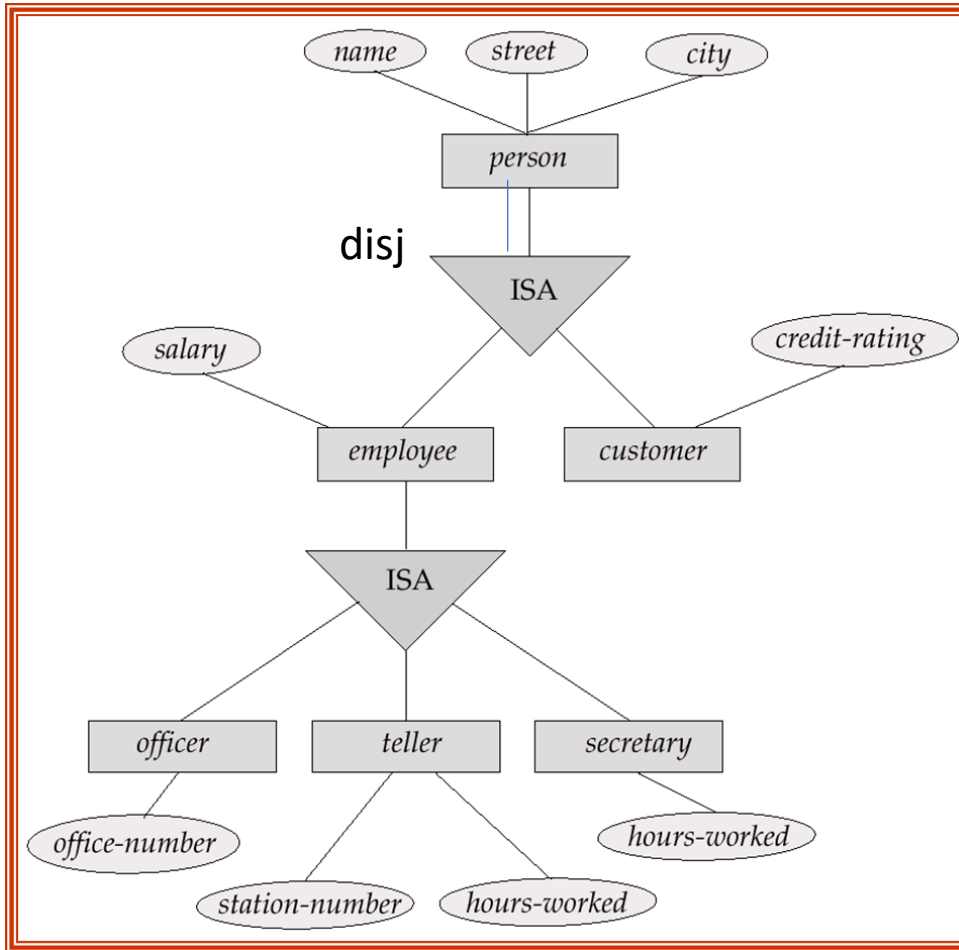 name
street
city
person
disj
ISA
salary
credit-rating
employee
customer
ISA
officer
teller
secretary
office-number
hours-worked
station-number
hours-worked